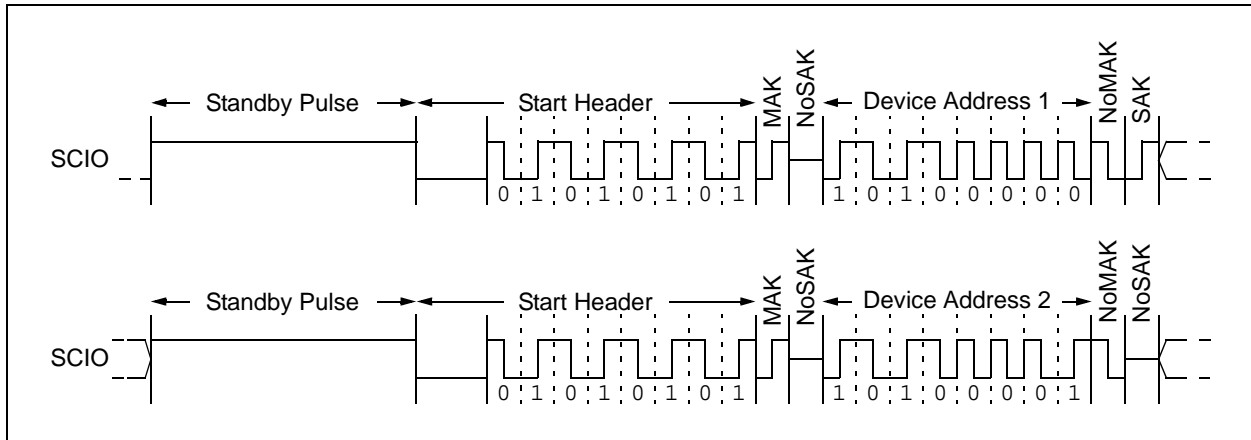 Standby Pulse Start Header MAK NoSAK Device Address 1 NoMAK SAK
SCIO
0 1 0 1 0 1 0 1 1 0 1 0 0 0 0 0
Standby Pulse Start Header MAK NoSAK Device Address 2 NoMAK NoSAK
SCIO
0 1 0 1 0 1 0 1 1 0 1 0 0 0 0 1